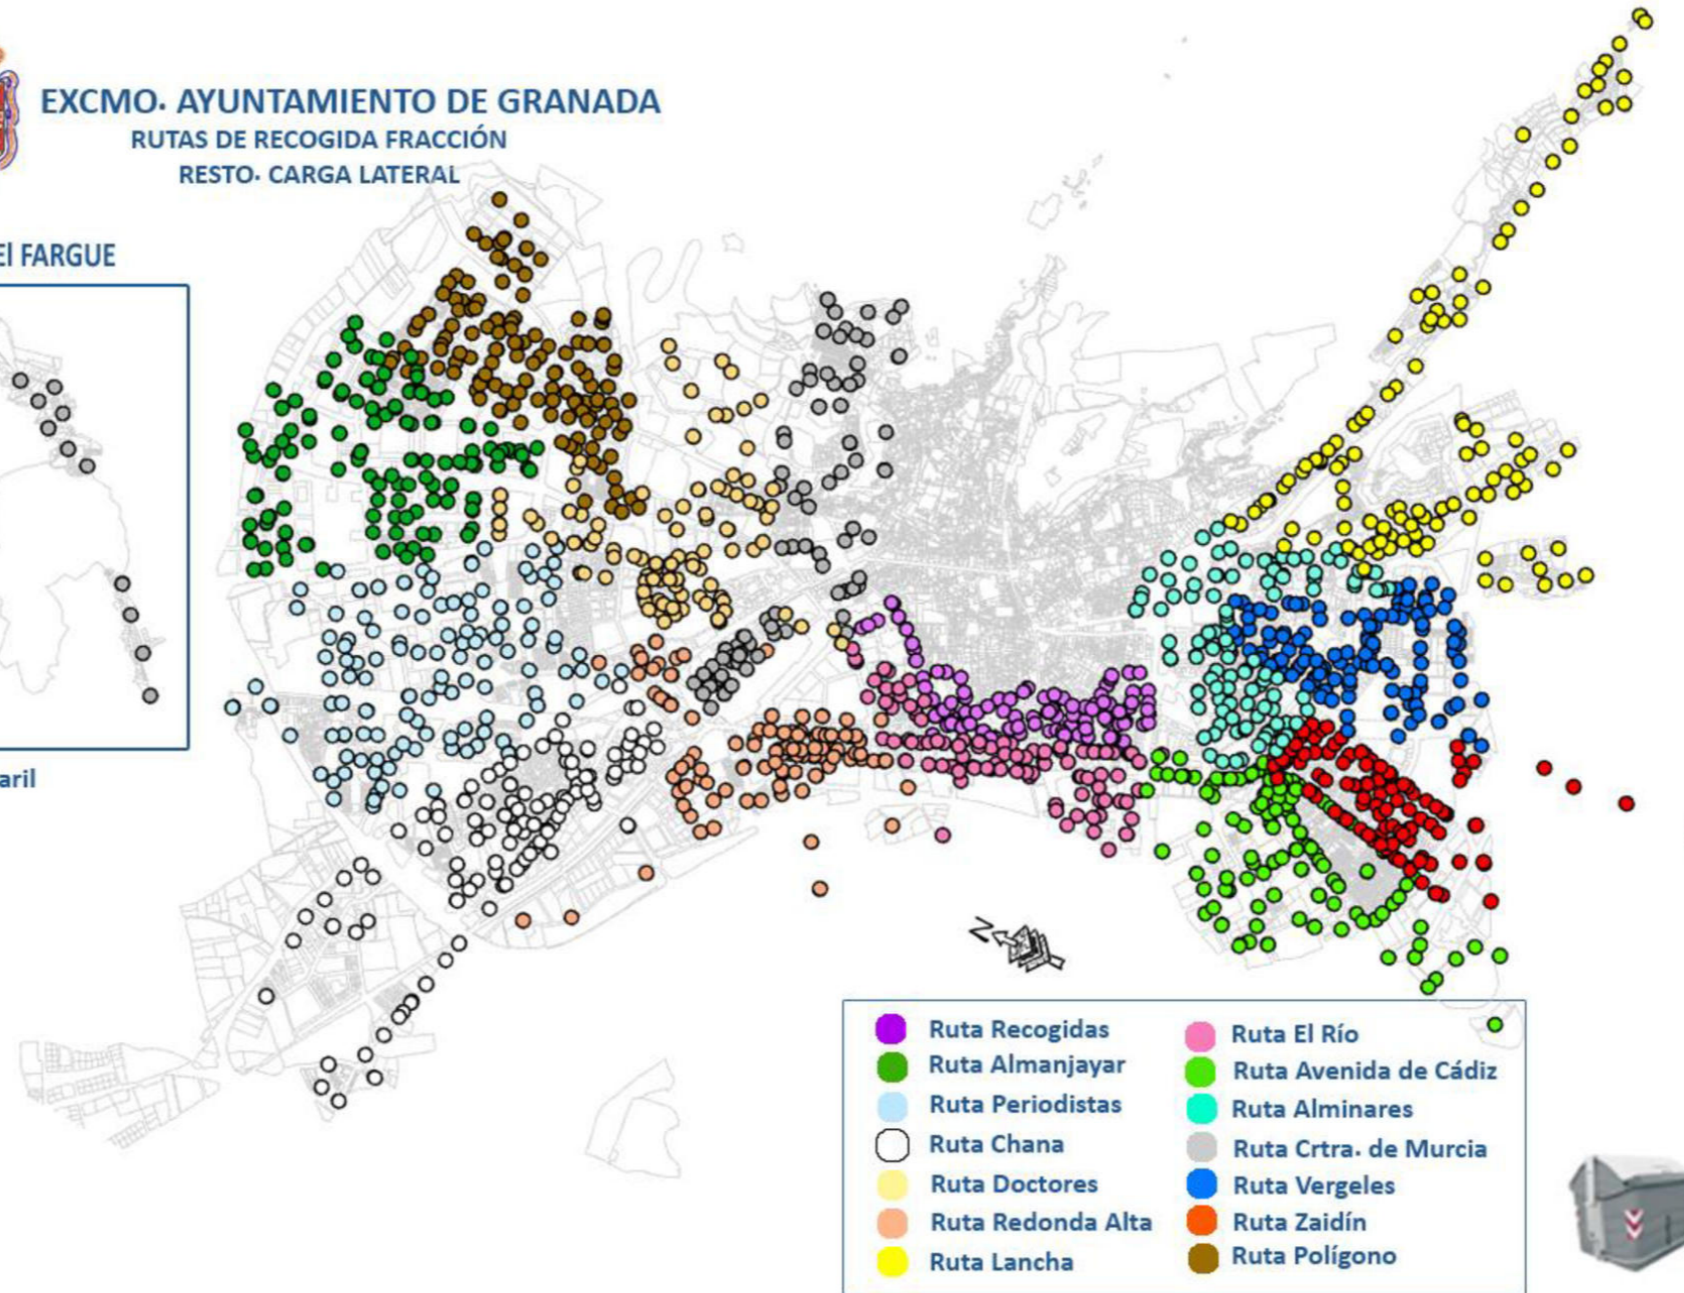 EXCMO. AYUNTAMIENTO DE GRANADA
RUTAS DE RECOGIDA FRACCIÓN
RESTO. CARGA LATERAL
El FARGUE
aril
N
Ruta Recogidas
Ruta Almanjayar
Ruta Periodistas
Ruta Chana
Ruta Doctores
Ruta Redonda Alta
Ruta Lancha
Ruta El Río
Ruta Avenida de Cádiz
Ruta Alminares
Ruta Crtra. de Murcia
Ruta Vergeles
Ruta Zaidín
Ruta Polígono